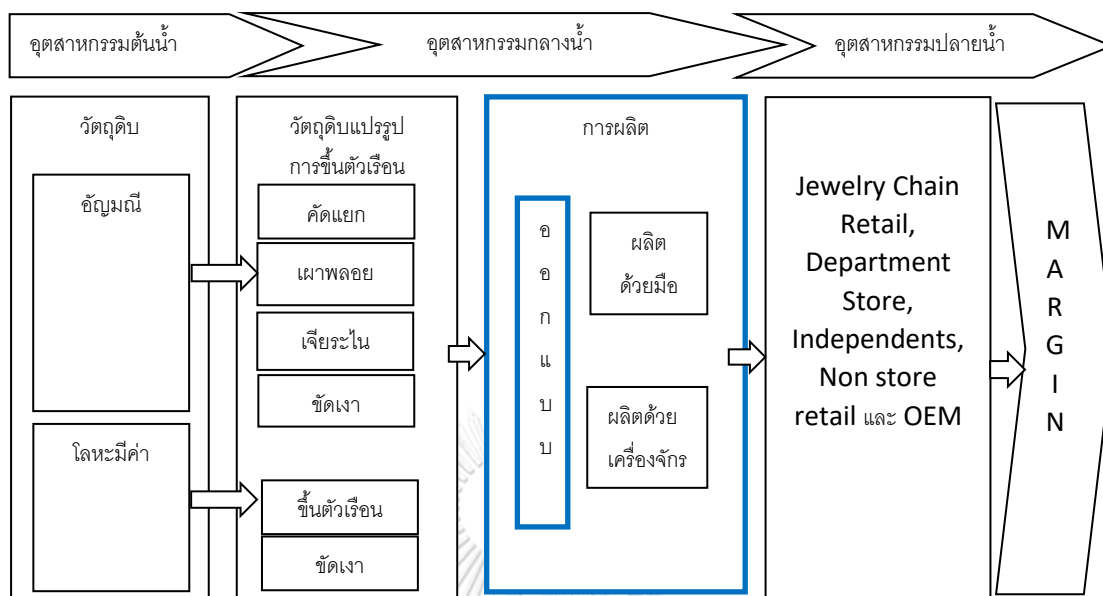 อุตสาหกรรมต้นน้ำ
อุตสาหกรรมกลางน้ำ
อุตสาหกรรมปลายน้ำ
วัตถุดิบ
อัญมณี
โลหะมีค่า
วัตถุดิบแปรรูป
การขึ้นตัวเรือน
คัดแยก
เผาพลอย
เจียระไน
ขัดเงา
ขึ้นตัวเรือน
ขัดเงา
การผลิต
อ
อ
ก
แ
บ
บ
ผลิต
ด้วยมือ
ผลิตด้วย
เครื่องจักร
Jewelry Chain
Retail,
Department
Store,
Independents,
Non store
retail และ OEM
M
A
R
G
I
N